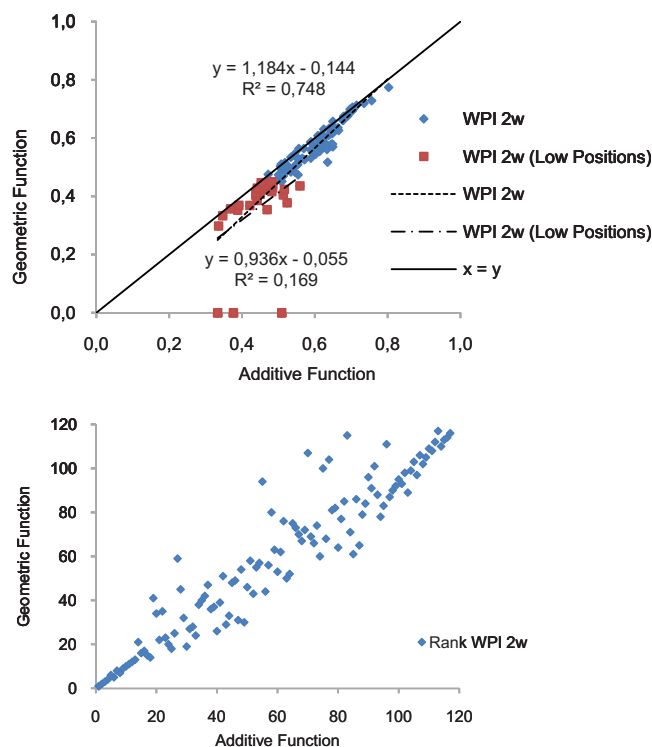 1,0
0,8
0,6
0,4
0,2
0,0
Geometric Function
y = 1,184x - 0,144
R² = 0,748
y = 0,936x - 0,055
R² = 0,169
WPI 2w
WPI 2w (Low Positions)
WPI 2w
WPI 2w (Low Positions)
x = y
0,0 0,2 0,4 0,6 0,8 1,0
Additive Function
120
100
80
60
40
20
0
Geometric Function
Rank WPI 2w
0 20 40 60 80 100 120
Additive Function